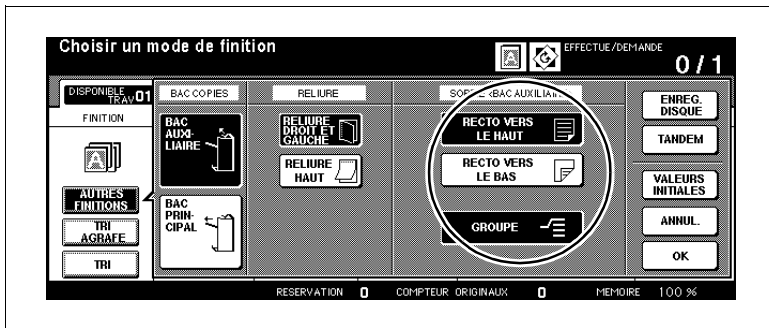 Choisir un mode de finition
EFFECTUE/DEMANDE
0 / 1
DISPONIBLE
TRAV 01
FINITION
AUTRES
FINITIONS
TRI
AGRAFE
TRI
BAC COPIES
BAC
AUXI-
LIAIRE
BAC
PRIN-
CIPAL
RELIURE
RELIURE
DROIT ET
GAUCHE
RELIURE
HAUT
RECTO VERS
LE HAUT
RECTO VERS
LE BAS
GROUPE
ENREG.
DISQUE
TANDEM
VALEURS
INITIALES
ANNUL.
OK
RESERVATION 0 COMPTEUR ORIGINAUX 0 MEMOIRE 100 %